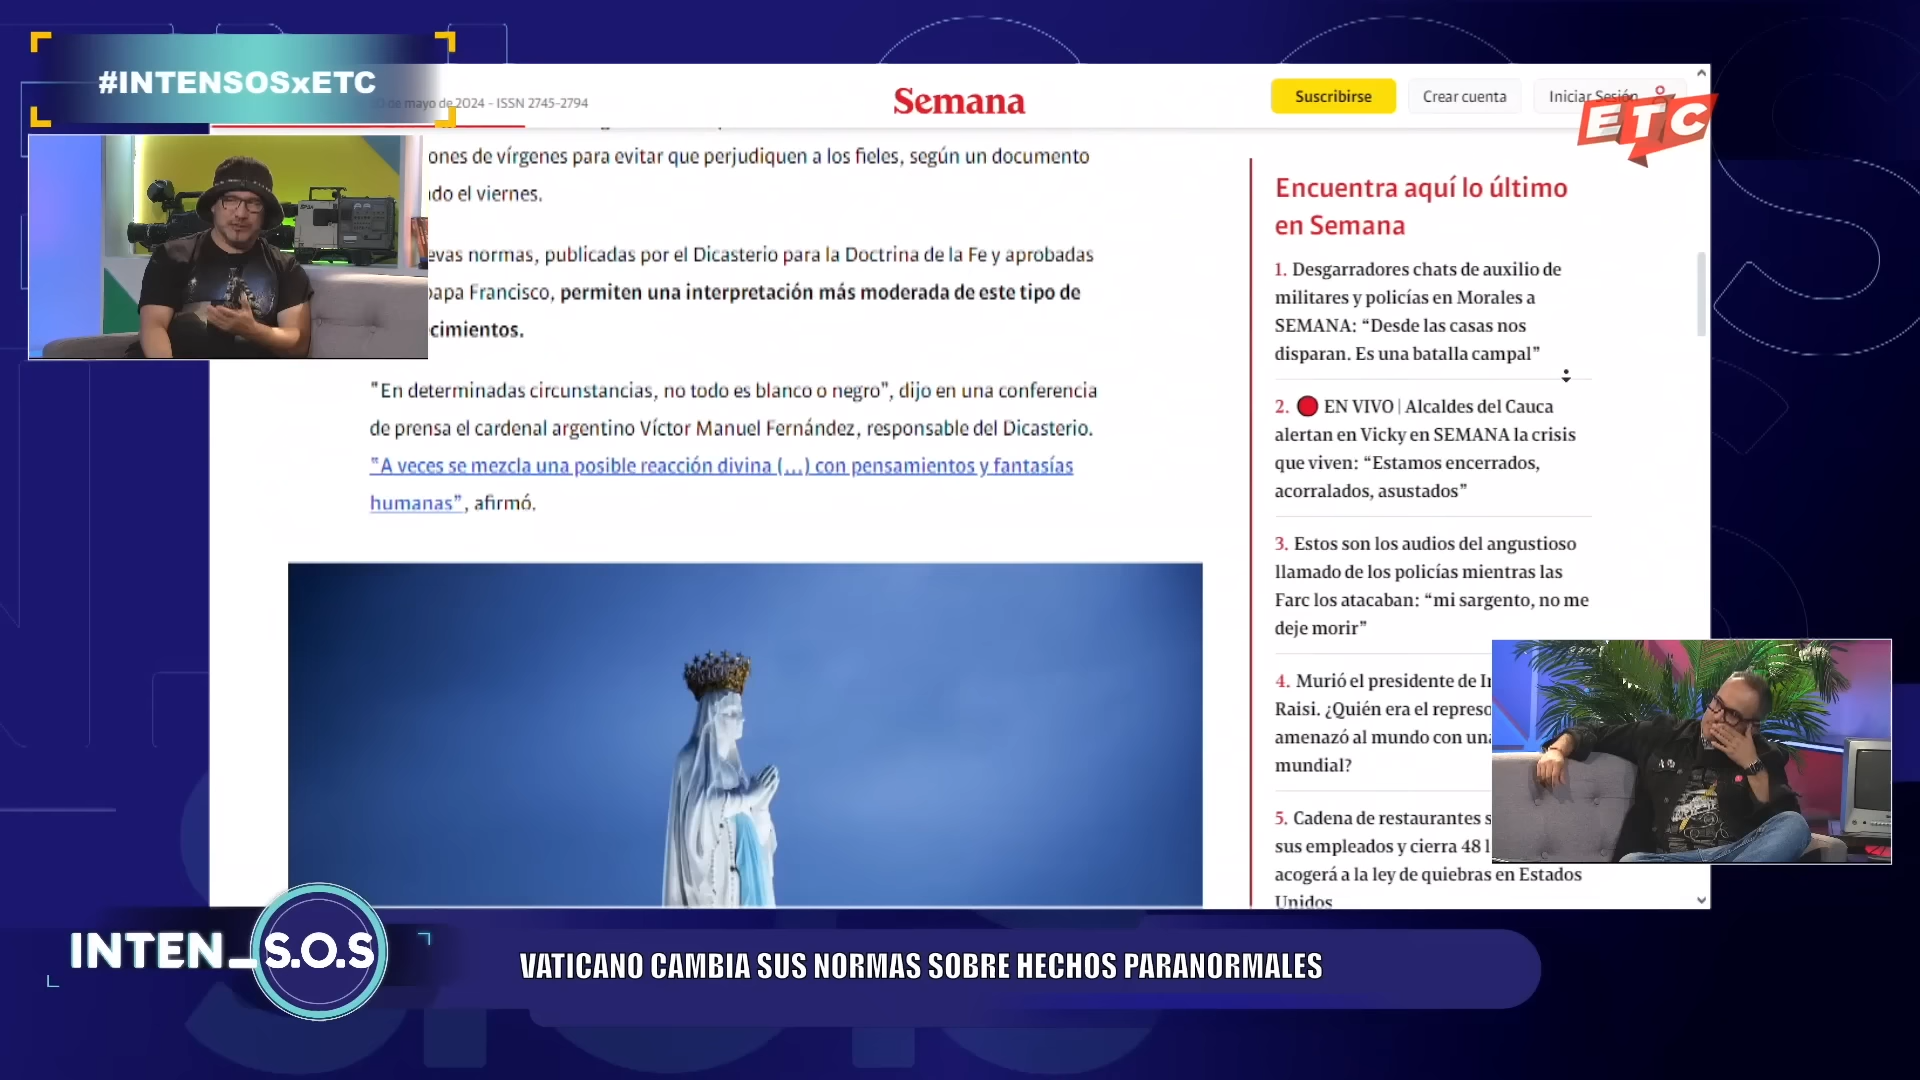 #INTENSOSxETC
de mayo de 2024 - ISSN 2745-2794
Semana
Suscribirse
Crear cuenta
Iniciar Sesión
ETC
ones de vírgenes para evitar que perjudiquen a los fieles, según un documento
do el viernes.
evas normas, publicadas por el Dicasterio para la Doctrina de la Fe y aprobadas
apa Francisco, permiten una interpretación más moderada de este tipo de
cimientos.
"En determinadas circunstancias, no todo es blanco o negro", dijo en una conferencia
de prensa el cardenal argentino Víctor Manuel Fernández, responsable del Dicasterio.
"A veces se mezcla una posible reacción divina (...) con pensamientos y fantasías
humanas", afirmó.
Encuentra aquí lo último
en Semana
1. Desgarradores chats de auxilio de
militares y policías en Morales a
SEMANA: “Desde las casas nos
disparan. Es una batalla campal”
2. EN VIVO | Alcaldes del Cauca
alertan en Vicky en SEMANA la crisis
que viven: “Estamos encerrados,
acorralados, asustados”
3. Estos son los audios del angustioso
llamado de los policías mientras las
Farc los atacaban: “mi sargento, no me
deje morir”
4. Murió el presidente de
Raisi. ¿Quién era el represo
amenazó al mundo con un
mundial?
5. Cadena de restaurantes s
sus empleados y cierra 48
acogerá a la ley de quiebras en Estados
Unidos
INTEN_S.O.S
VATICANO CAMBIA SUS NORMAS SOBRE HECHOS PARANORMALES